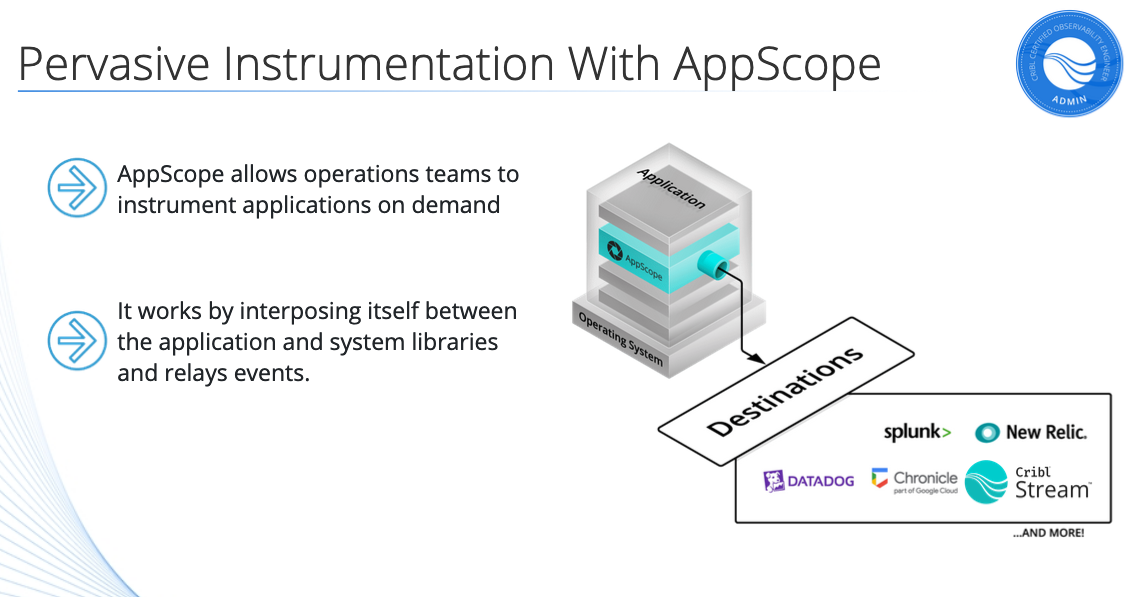 Pervasive Instrumentation With AppScope
CRIBL CERTIFIED OBSERVABILITY ENGINEER
ADMIN
AppScope allows operations teams to
instrument applications on demand
It works by interposing itself between
the application and system libraries
and relays events.
Application
AppScope
Operating System
Destinations
splunk>
New Relic.
DATADOG
Chronicle
part of Google Cloud
Cribl
Stream™
...AND MORE!